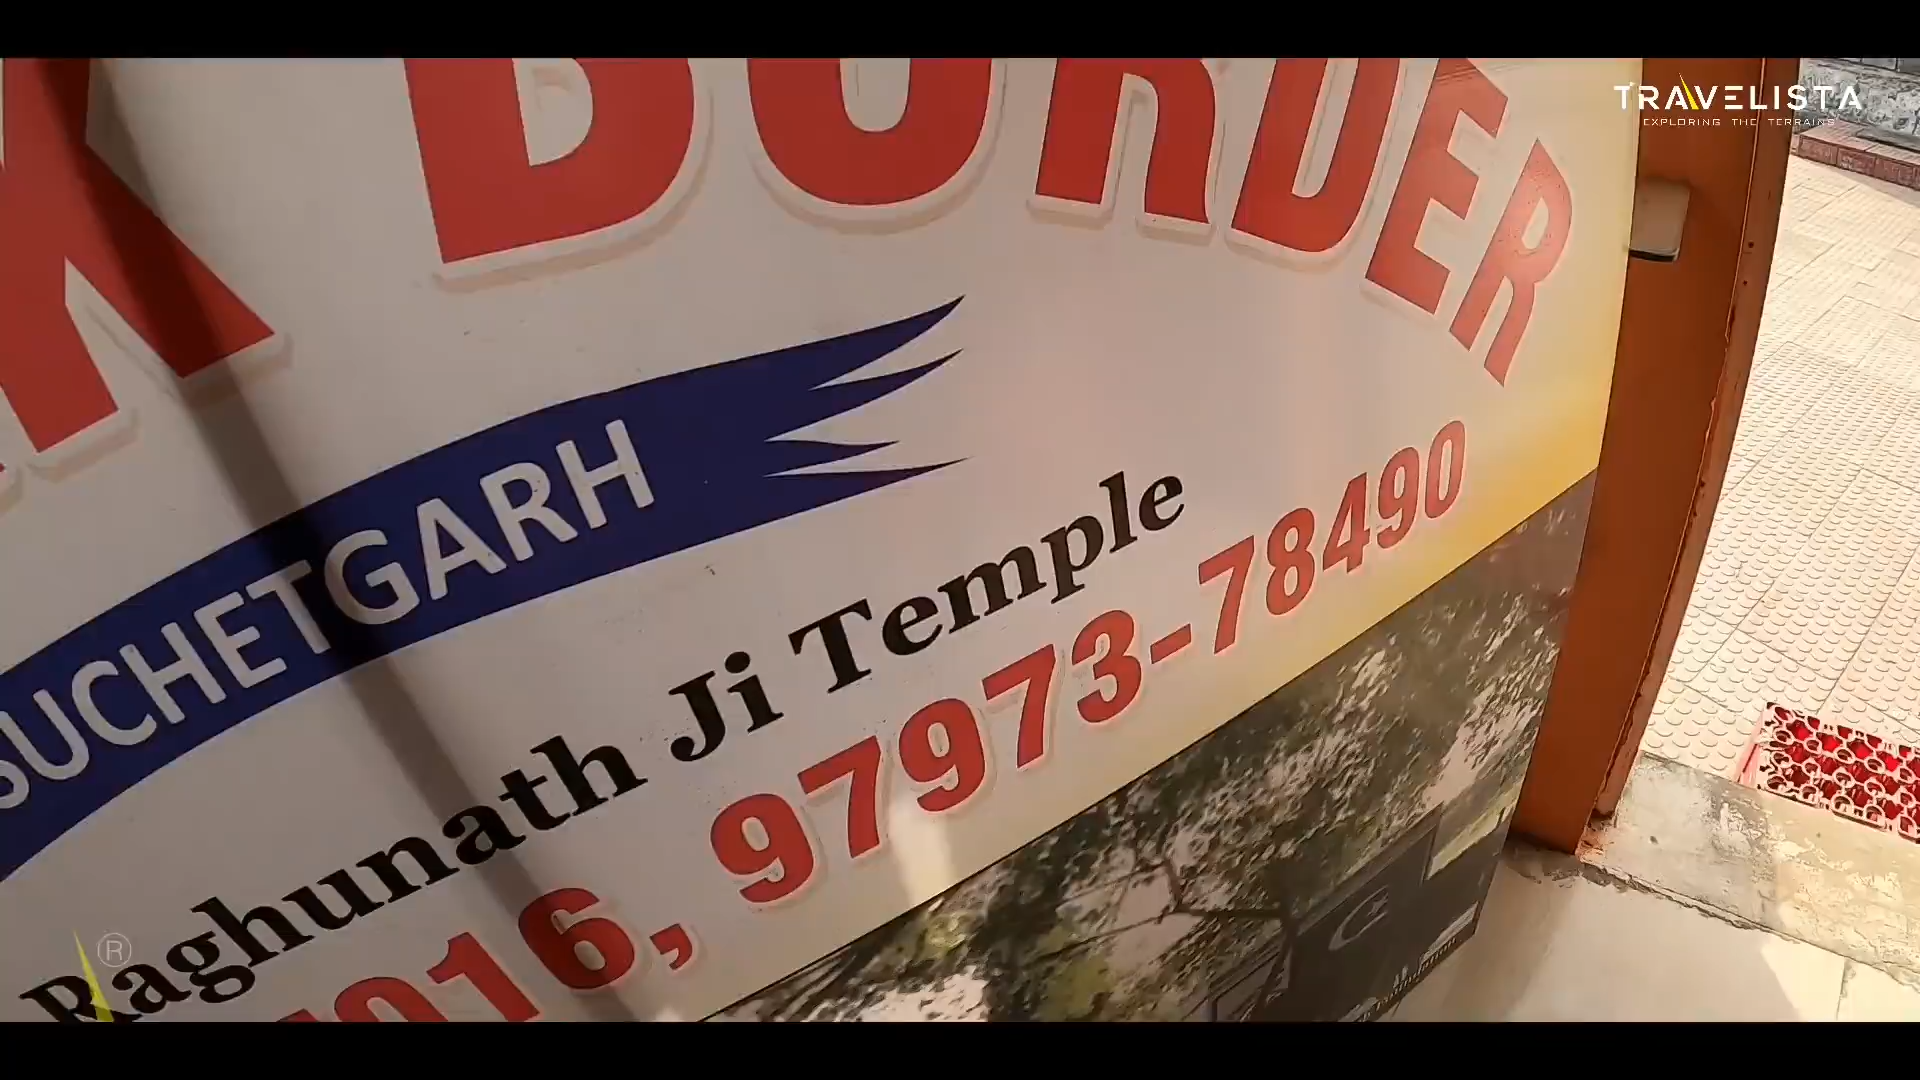 TRAVELISTA
EXPLORING THE TERRAINS
K BORDER
SUCHETGARH
Raghunath Ji Temple
016, 97973-78490
®